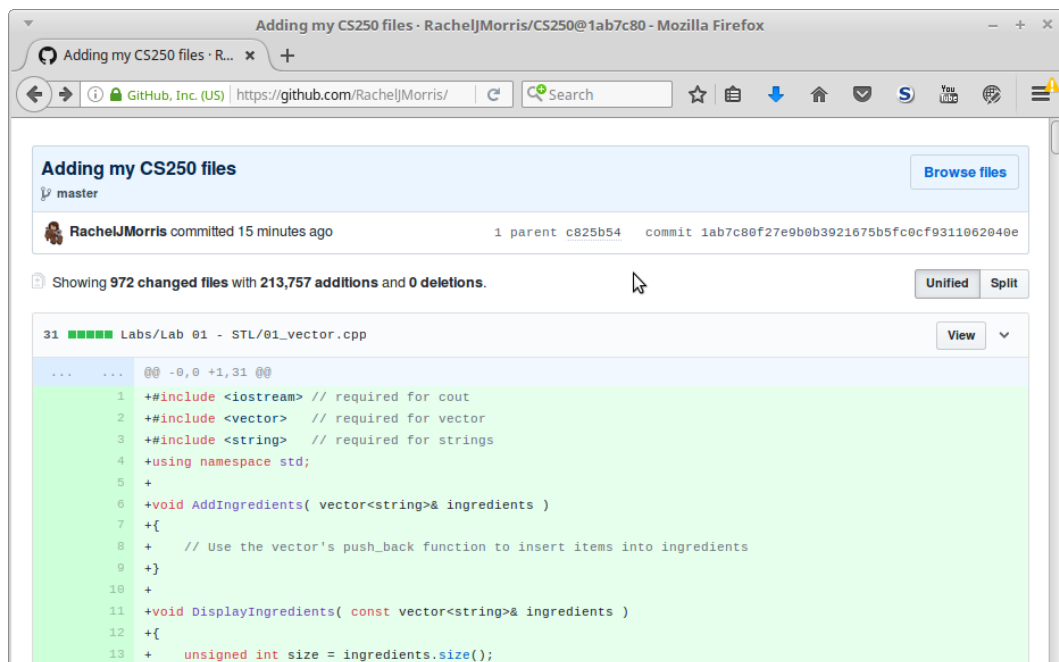 Adding my CS250 files · RachelJMorris/CS250@1ab7c80 - Mozilla Firefox
Adding my CS250 files · R...
GitHub, Inc. (US) https://github.com/RachelJMorris/ Search S You Tube
Adding my CS250 files Browse files
master
RachelJMorris committed 15 minutes ago 1 parent c825b54 commit 1ab7c80f27e9b0b3921675b5fc0cf9311062040e
Showing 972 changed files with 213,757 additions and 0 deletions. Unified Split
31 Labs/Lab 01 - STL/01_vector.cpp View
... ... @@ -0,0 +1,31 @@
1 +#include <iostream> // required for cout
2 +#include <vector>   // required for vector
3 +#include <string>   // required for strings
4 +using namespace std;
5 +
6 +void AddIngredients( vector<string>& ingredients )
7 +{
8 +    // Use the vector's push_back function to insert items into ingredients
9 +}
10 +
11 +void DisplayIngredients( const vector<string>& ingredients )
12 +{
13 +    unsigned int size = ingredients.size();